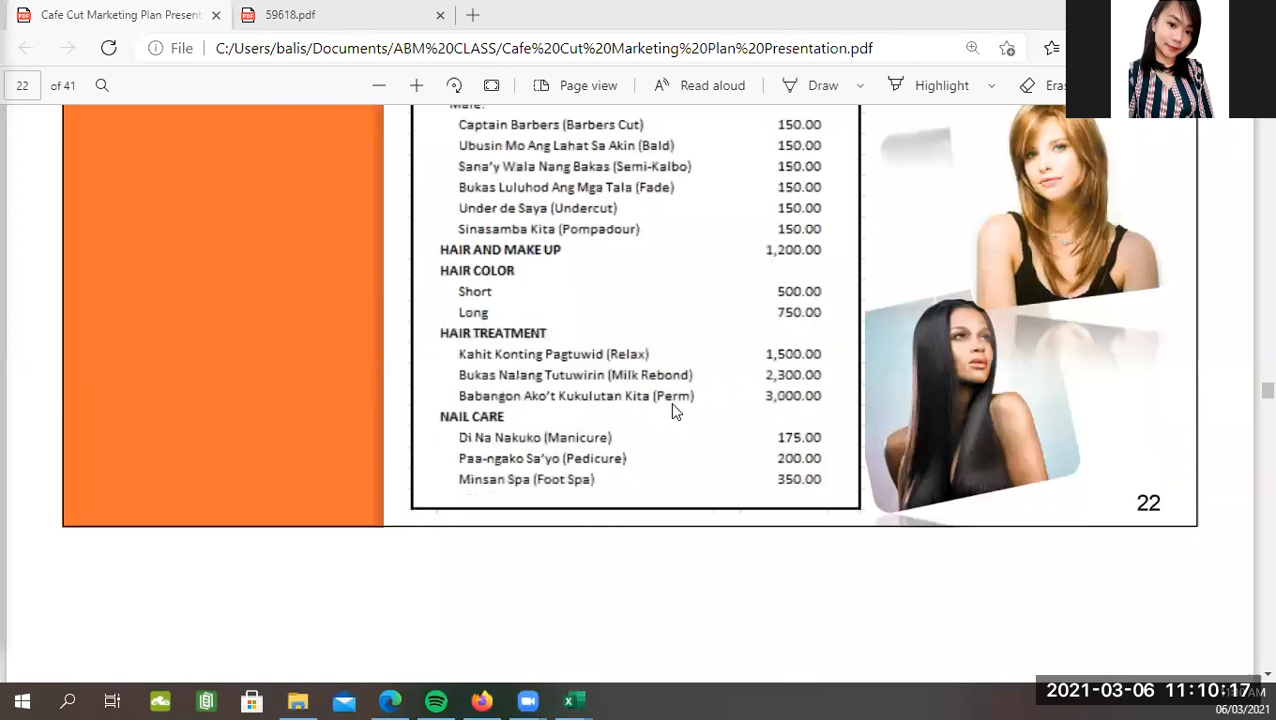 Cafe Cut Marketing Plan Present
59618.pdf
File
C:/Users/balis/Documents/ABM%20CLASS/Cafe%20Cut%20Marketing%20Plan%20Presentation.pdf
22 of 41
Page view
Read aloud
Draw
Highlight
Eras
Male:
Captain Barbers (Barbers Cut) 150.00
Ubusin Mo Ang Lahat Sa Akin (Bald) 150.00
Sana'y Wala Nang Bakas (Semi-Kalbo) 150.00
Bukas Luluhod Ang Mga Tala (Fade) 150.00
Under de Saya (Undercut) 150.00
Sinasamba Kita (Pompadour) 150.00
HAIR AND MAKE UP 1,200.00
HAIR COLOR
Short 500.00
Long 750.00
HAIR TREATMENT
Kahit Konting Pagtuwid (Relax) 1,500.00
Bukas Nalang Tutuwirin (Milk Rebond) 2,300.00
Babangon Ako't Kukulutan Kita (Perm) 3,000.00
NAIL CARE
Di Na Nakuko (Manicure) 175.00
Paa-ngako Sa'yo (Pedicure) 200.00
Minsan Spa (Foot Spa) 350.00
22
2021-03-06 11:10:17
06/03/2021